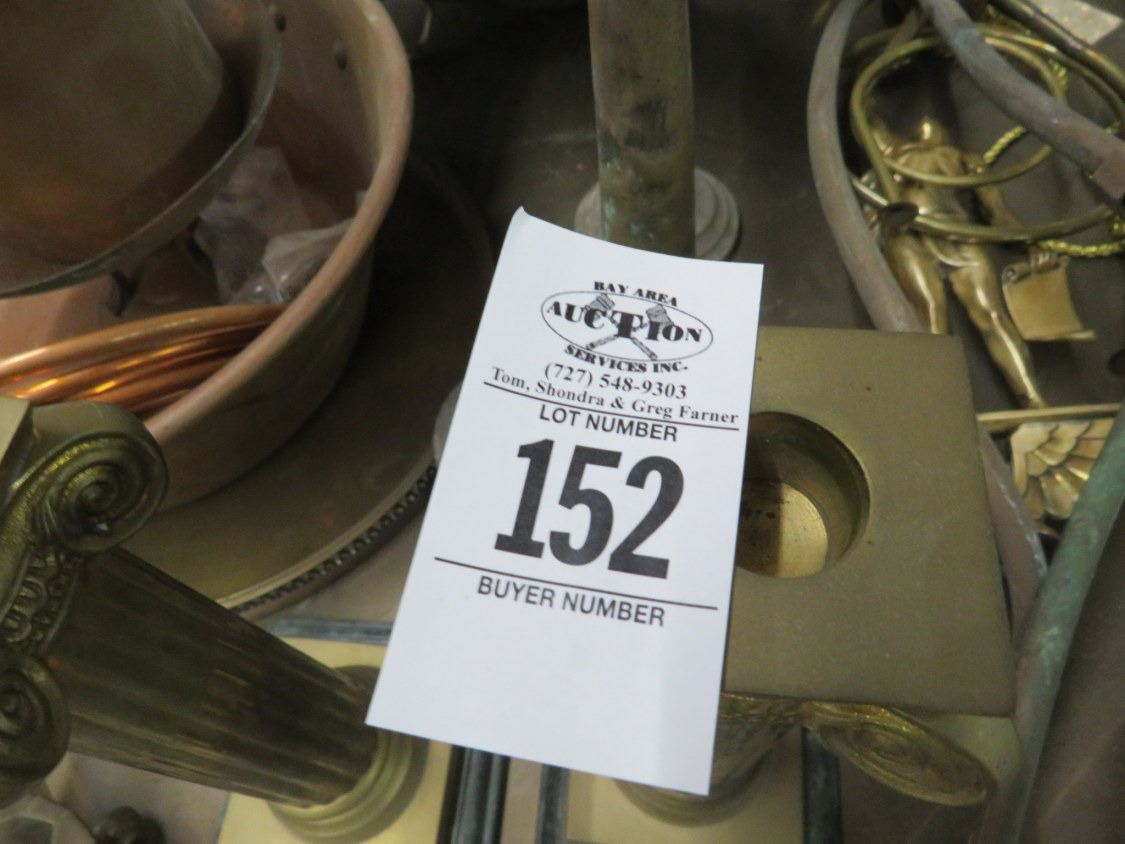 BAY AREA
AUCTION
SERVICES INC.
(727) 548-9303
Tom, Shondra & Greg Farner
LOT NUMBER
152
BUYER NUMBER